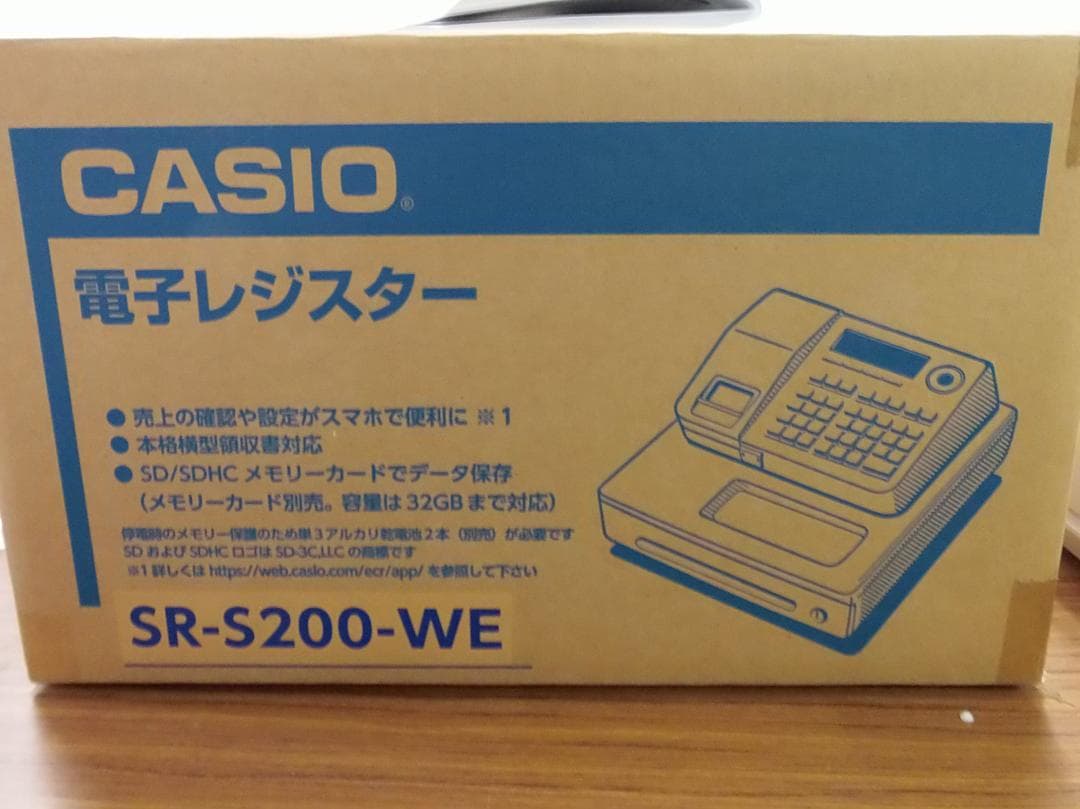 CASIO®
電子レジスター
● 売上の確認や設定がスマホで便利に ※1
● 本格横型領収書対応
● SD/SDHC メモリーカードでデータ保存
(メモリーカード別売。容量は 32GB まで対応)
停電時のメモリー保護のため単3アルカリ乾電池2本(別売)が必要です
SD および SDHC ロゴは SD-3C,LLC の商標です
※1 詳しくは https://web.casio.com/ecr/app/ を参照して下さい
SR-S200-WE